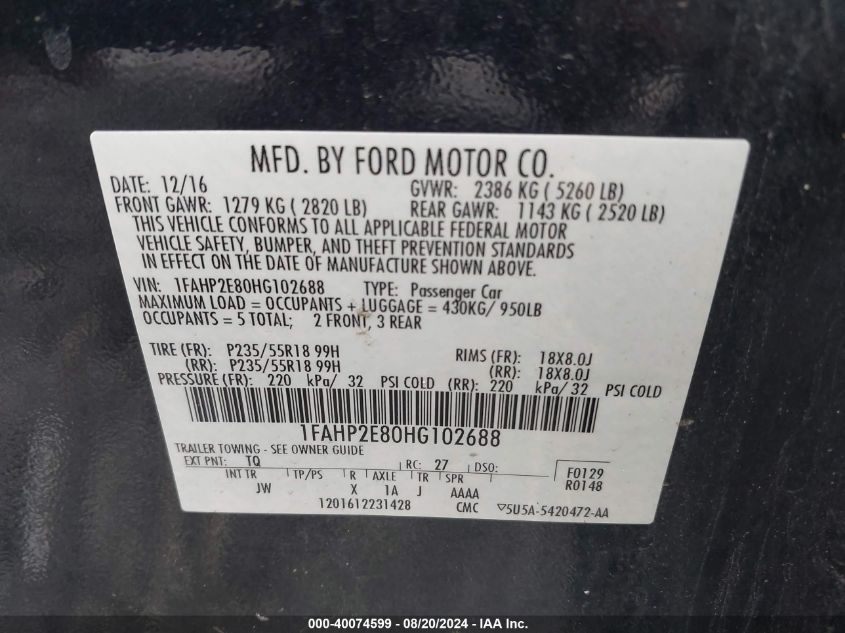 MFD. BY FORD MOTOR CO.
DATE: 12/16 GVWR: 2386 KG ( 5260 LB)
FRONT GAWR: 1279 KG ( 2820 LB) REAR GAWR: 1143 KG ( 2520 LB)
THIS VEHICLE CONFORMS TO ALL APPLICABLE FEDERAL MOTOR
VEHICLE SAFETY, BUMPER, AND THEFT PREVENTION STANDARDS
IN EFFECT ON THE DATE OF MANUFACTURE SHOWN ABOVE.
VIN: 1FAHP2E80HG102688 TYPE: Passenger Car
MAXIMUM LOAD = OCCUPANTS + LUGGAGE = 430KG/ 950LB
OCCUPANTS = 5 TOTAL; 2 FRONT, 3 REAR
TIRE (FR): P235/55R18 99H RIMS (FR): 18X8.0J
(RR): P235/55R18 99H (RR): 18X8.0J
PRESSURE (FR): 220 kPa/ 32 PSI COLD (RR): 220 kPa/ 32 PSI COLD
1FAHP2E80HG102688
TRAILER TOWING - SEE OWNER GUIDE
EXT PNT: TQ RC: 27 DSO: F0129
INT TR TP/PS R AXLE TR SPR R0148
JW X 1A J AAAA
1201612231428 CMC ▽5U5A-5420472-AA
000-40074599 - 08/20/2024 - IAA, Inc.